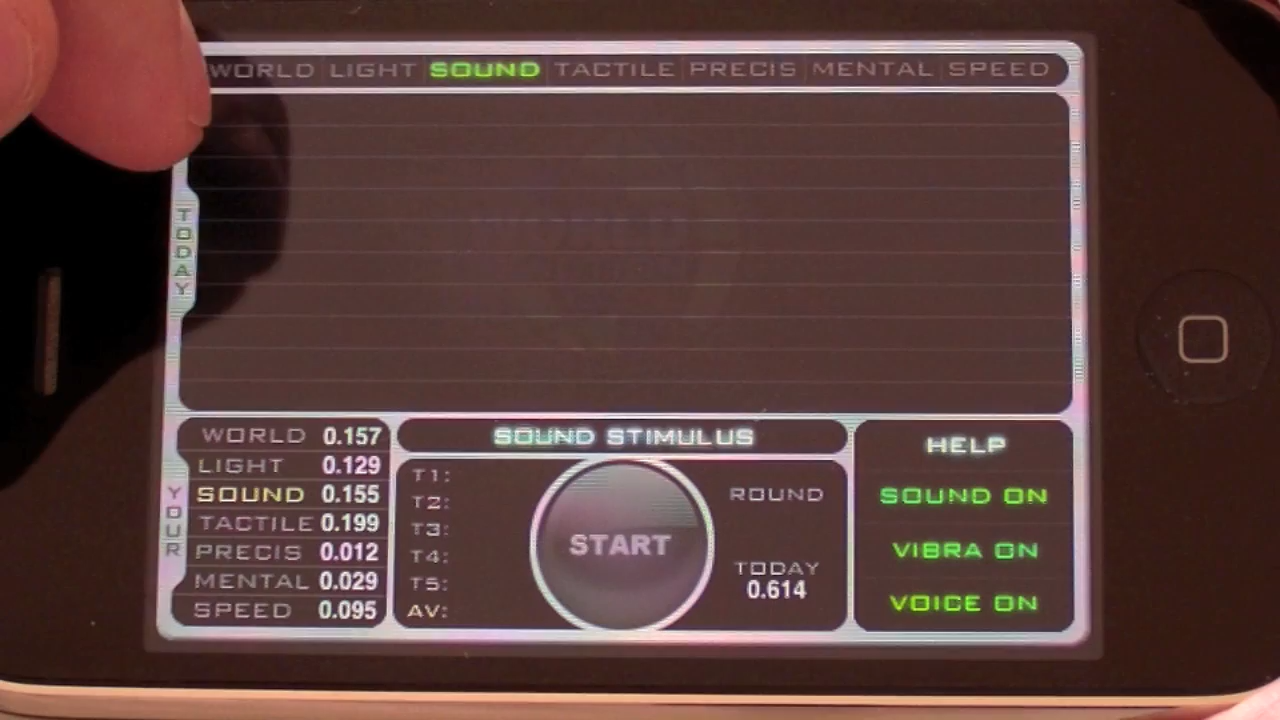 WORLD LIGHT SOUND TACTILE PRECIS MENTAL SPEED
TODAY
YOUR
WORLD 0.157
LIGHT 0.129
SOUND 0.155
TACTILE 0.199
PRECIS 0.012
MENTAL 0.029
SPEED 0.095
SOUND STIMULUS
T1:
T2:
T3:
T4:
T5:
AV:
START
ROUND
TODAY
0.614
HELP
SOUND ON
VIBRA ON
VOICE ON